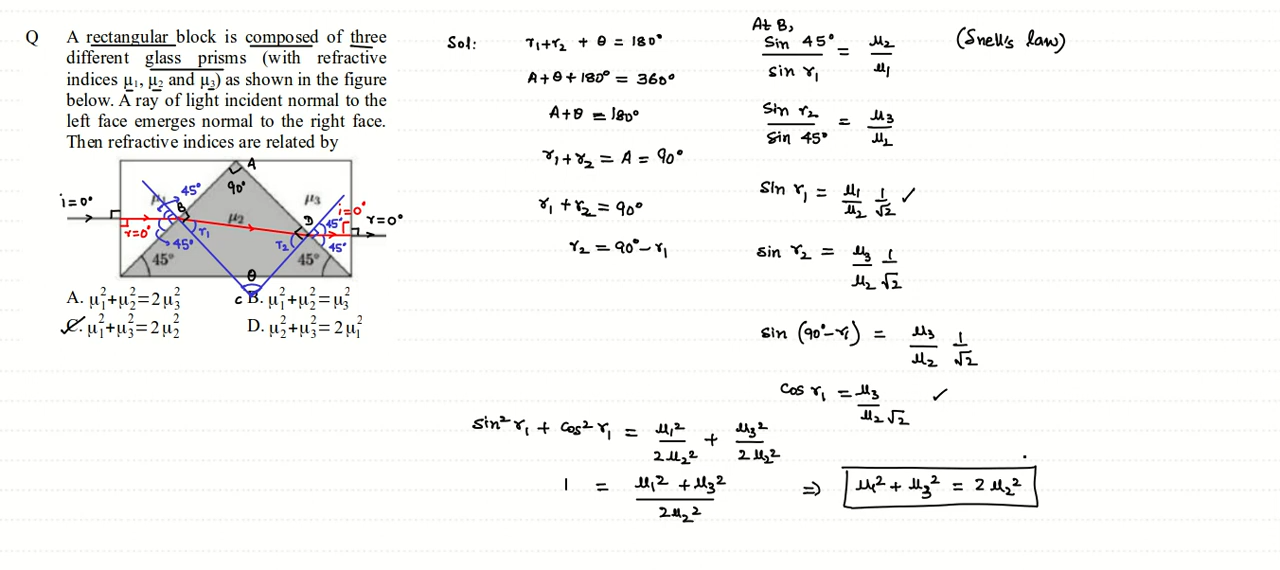 Q A rectangular block is composed of three
different glass prisms (with refractive
indices μ₁, μ₂ and μ₃) as shown in the figure
below. A ray of light incident normal to the
left face emerges normal to the right face.
Then refractive indices are related by
A
90°
i=0°
45°
B
μ₂
μ₃
i=0°
r=0°
r=0°
45°
r₁
r₂
D
45°
45°
45°
45°
θ
c
A. μ₁²+μ₂²=2μ₃²
B. μ₁²+μ₂²=μ₃²
C. μ₁²+μ₃²=2μ₂²
D. μ₂²+μ₃²=2μ₁²
Sol: r₁+r₂ + θ = 180°
A+θ+180° = 360°
A+θ = 180°
r₁+r₂ = A = 90°
r₁ + r₂ = 90°
r₂ = 90°-r₁
At B,
Sin 45° / sin r₁ = μ₂ / μ₁ (Snell's law)
Sin r₂ / Sin 45° = μ₃ / μ₂
Sin r₁ = μ₁/μ₂ 1/√2 ✓
sin r₂ = μ₃/μ₂ 1/√2
sin (90°-r₁) = μ₃/μ₂ 1/√2
Cos r₁ = μ₃/μ₂√2 ✓
sin² r₁ + Cos² r₁ = μ₁²/2μ₂² + μ₃²/2μ₂²
1 = μ₁² + μ₃² / 2μ₂² ⇒ μ₁² + μ₃² = 2μ₂²